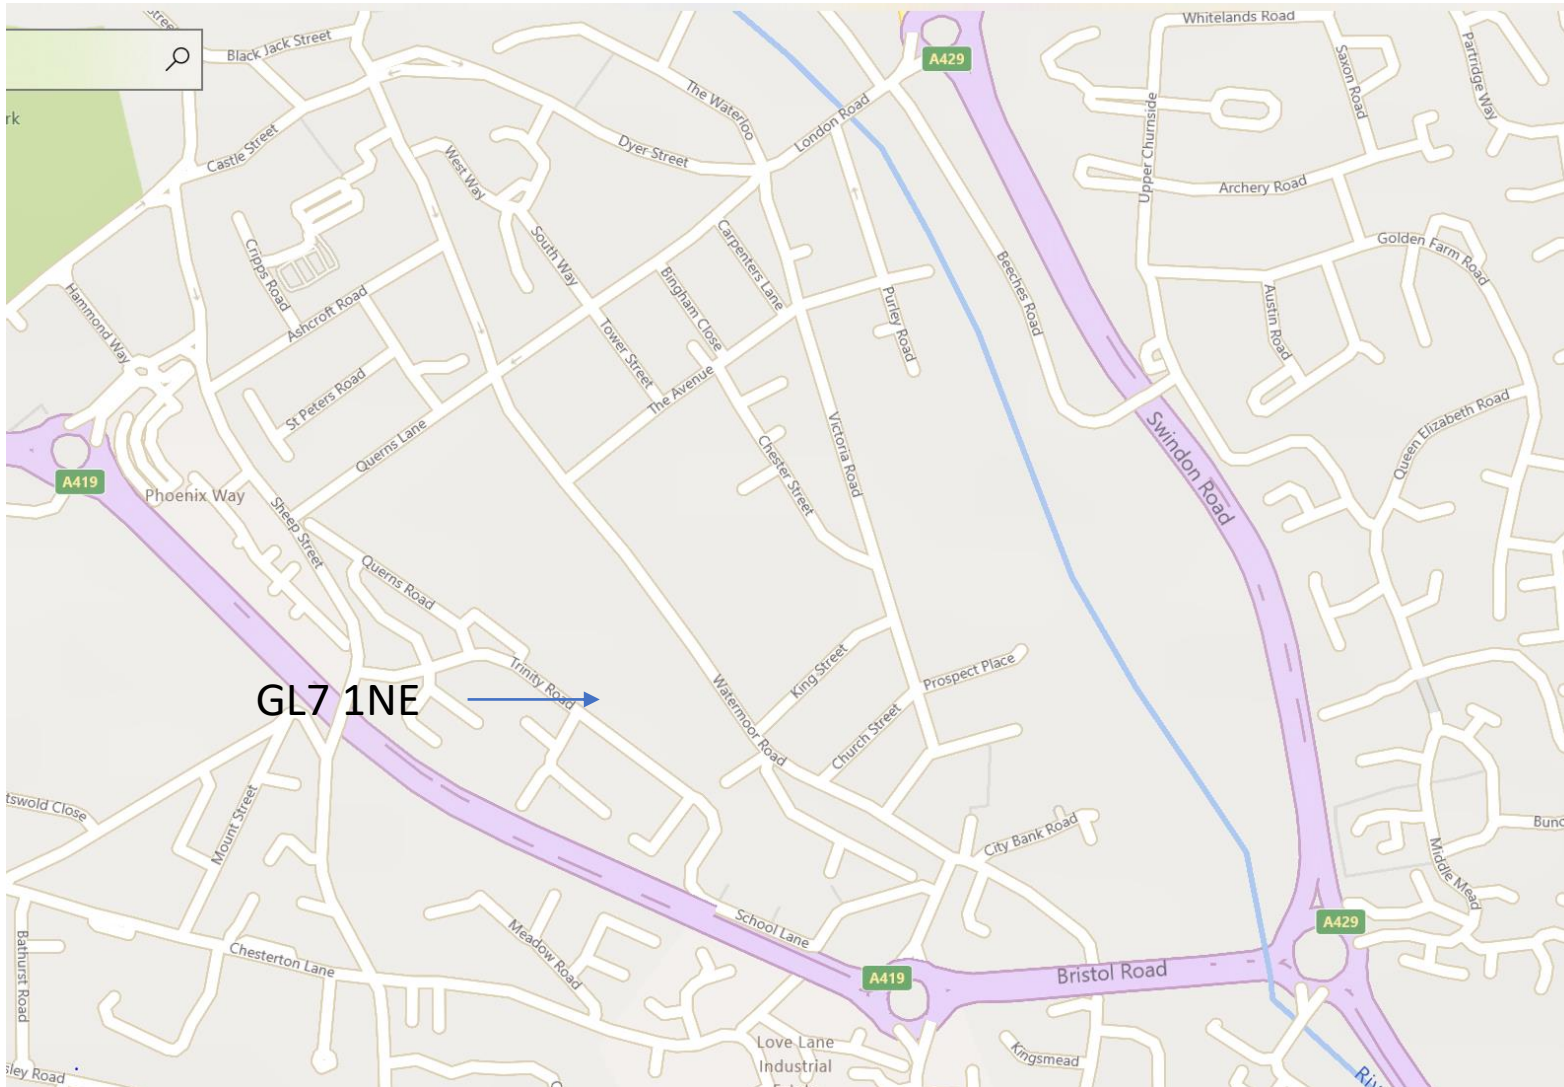 Street
Black Jack Street
A429
Whitelands Road
Saxon Road
Partridge Way
rk
The Waterloo
London Road
Castle Street
Dyer Street
West Way
Upper Churnside
Archery Road
Cripps Road
South Way
Carpenters Lane
Bingham Close
Beeches Road
Golden Farm Road
Hammond Way
Ashcroft Road
Tower Street
Purley Road
Austin Road
St Peters Road
The Avenue
Querns Lane
Victoria Road
Chester Street
Swindon Road
Queen Elizabeth Road
A419
Phoenix Way
Sheep Street
Querns Road
Trinity Road
GL7 1NE
Watermoor Road
King Street
Prospect Place
Church Street
tswold Close
Mount Street
City Bank Road
Middle Mead
A429
School Lane
Meadow Road
Bathurst Road
Chesterton Lane
A419
Bristol Road
Love Lane
Industrial
Kingsmead
sley Road
Riv